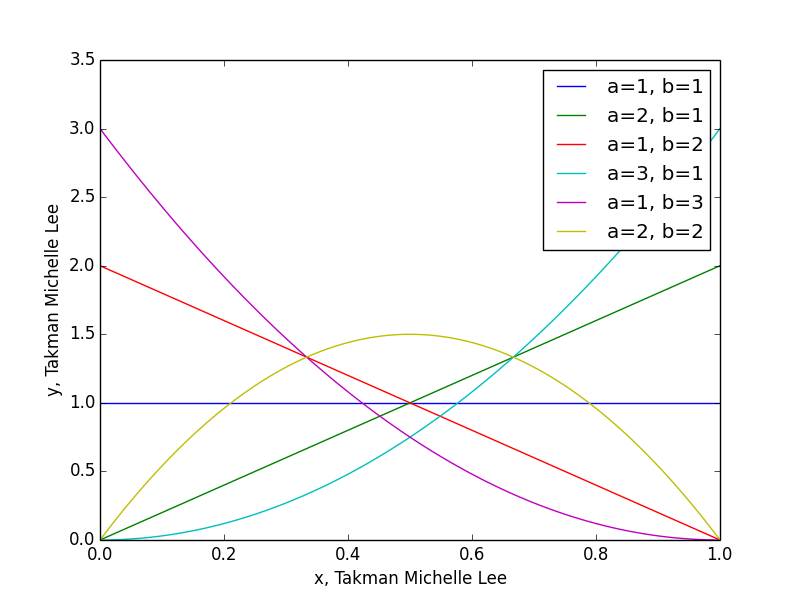 3.5
3.0
2.5
2.0
1.5
1.0
0.5
0.0
y, Takman Michelle Lee
a=1, b=1
a=2, b=1
a=1, b=2
a=3, b=1
a=1, b=3
a=2, b=2
0.0 0.2 0.4 0.6 0.8 1.0
x, Takman Michelle Lee